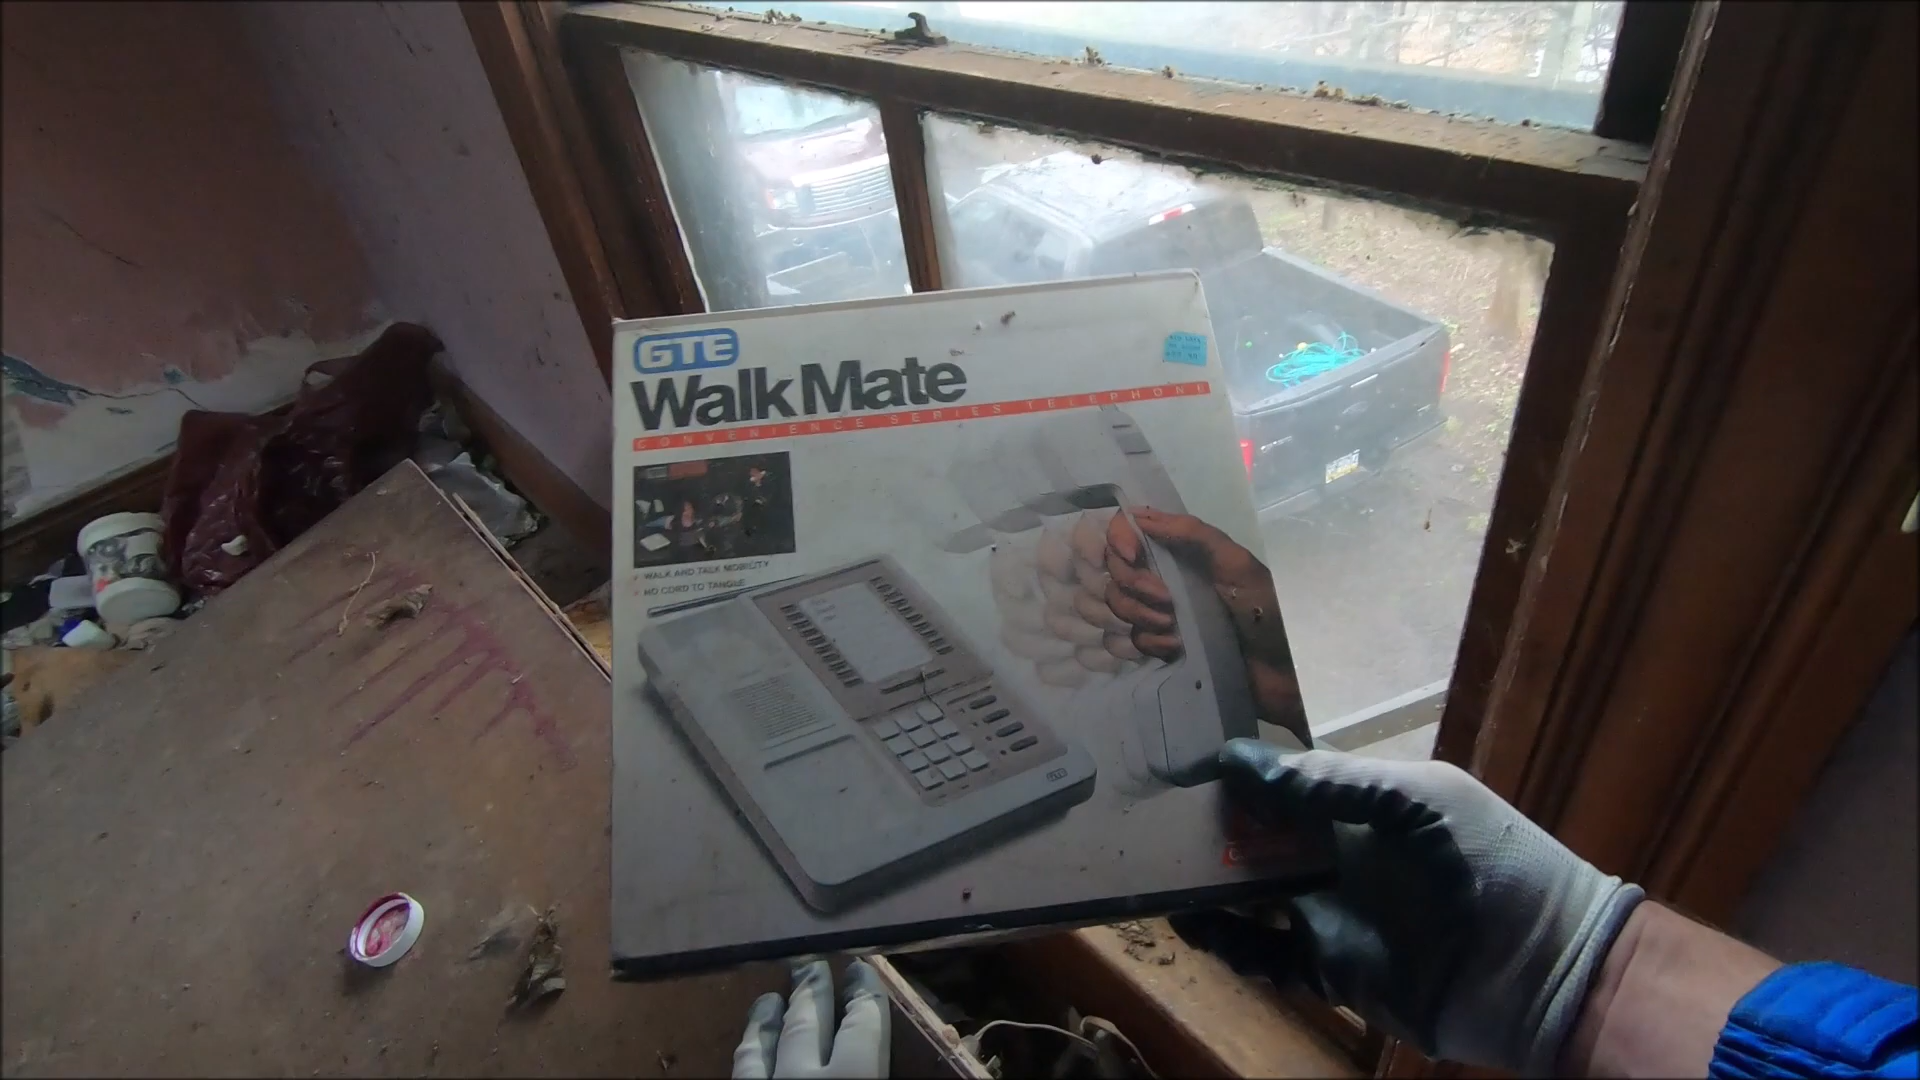 GTE
WalkMate
CONVENIENCE SERIES TELEPHONE
WALK AND TALK MOBILITY
NO CORD TO TANGLE